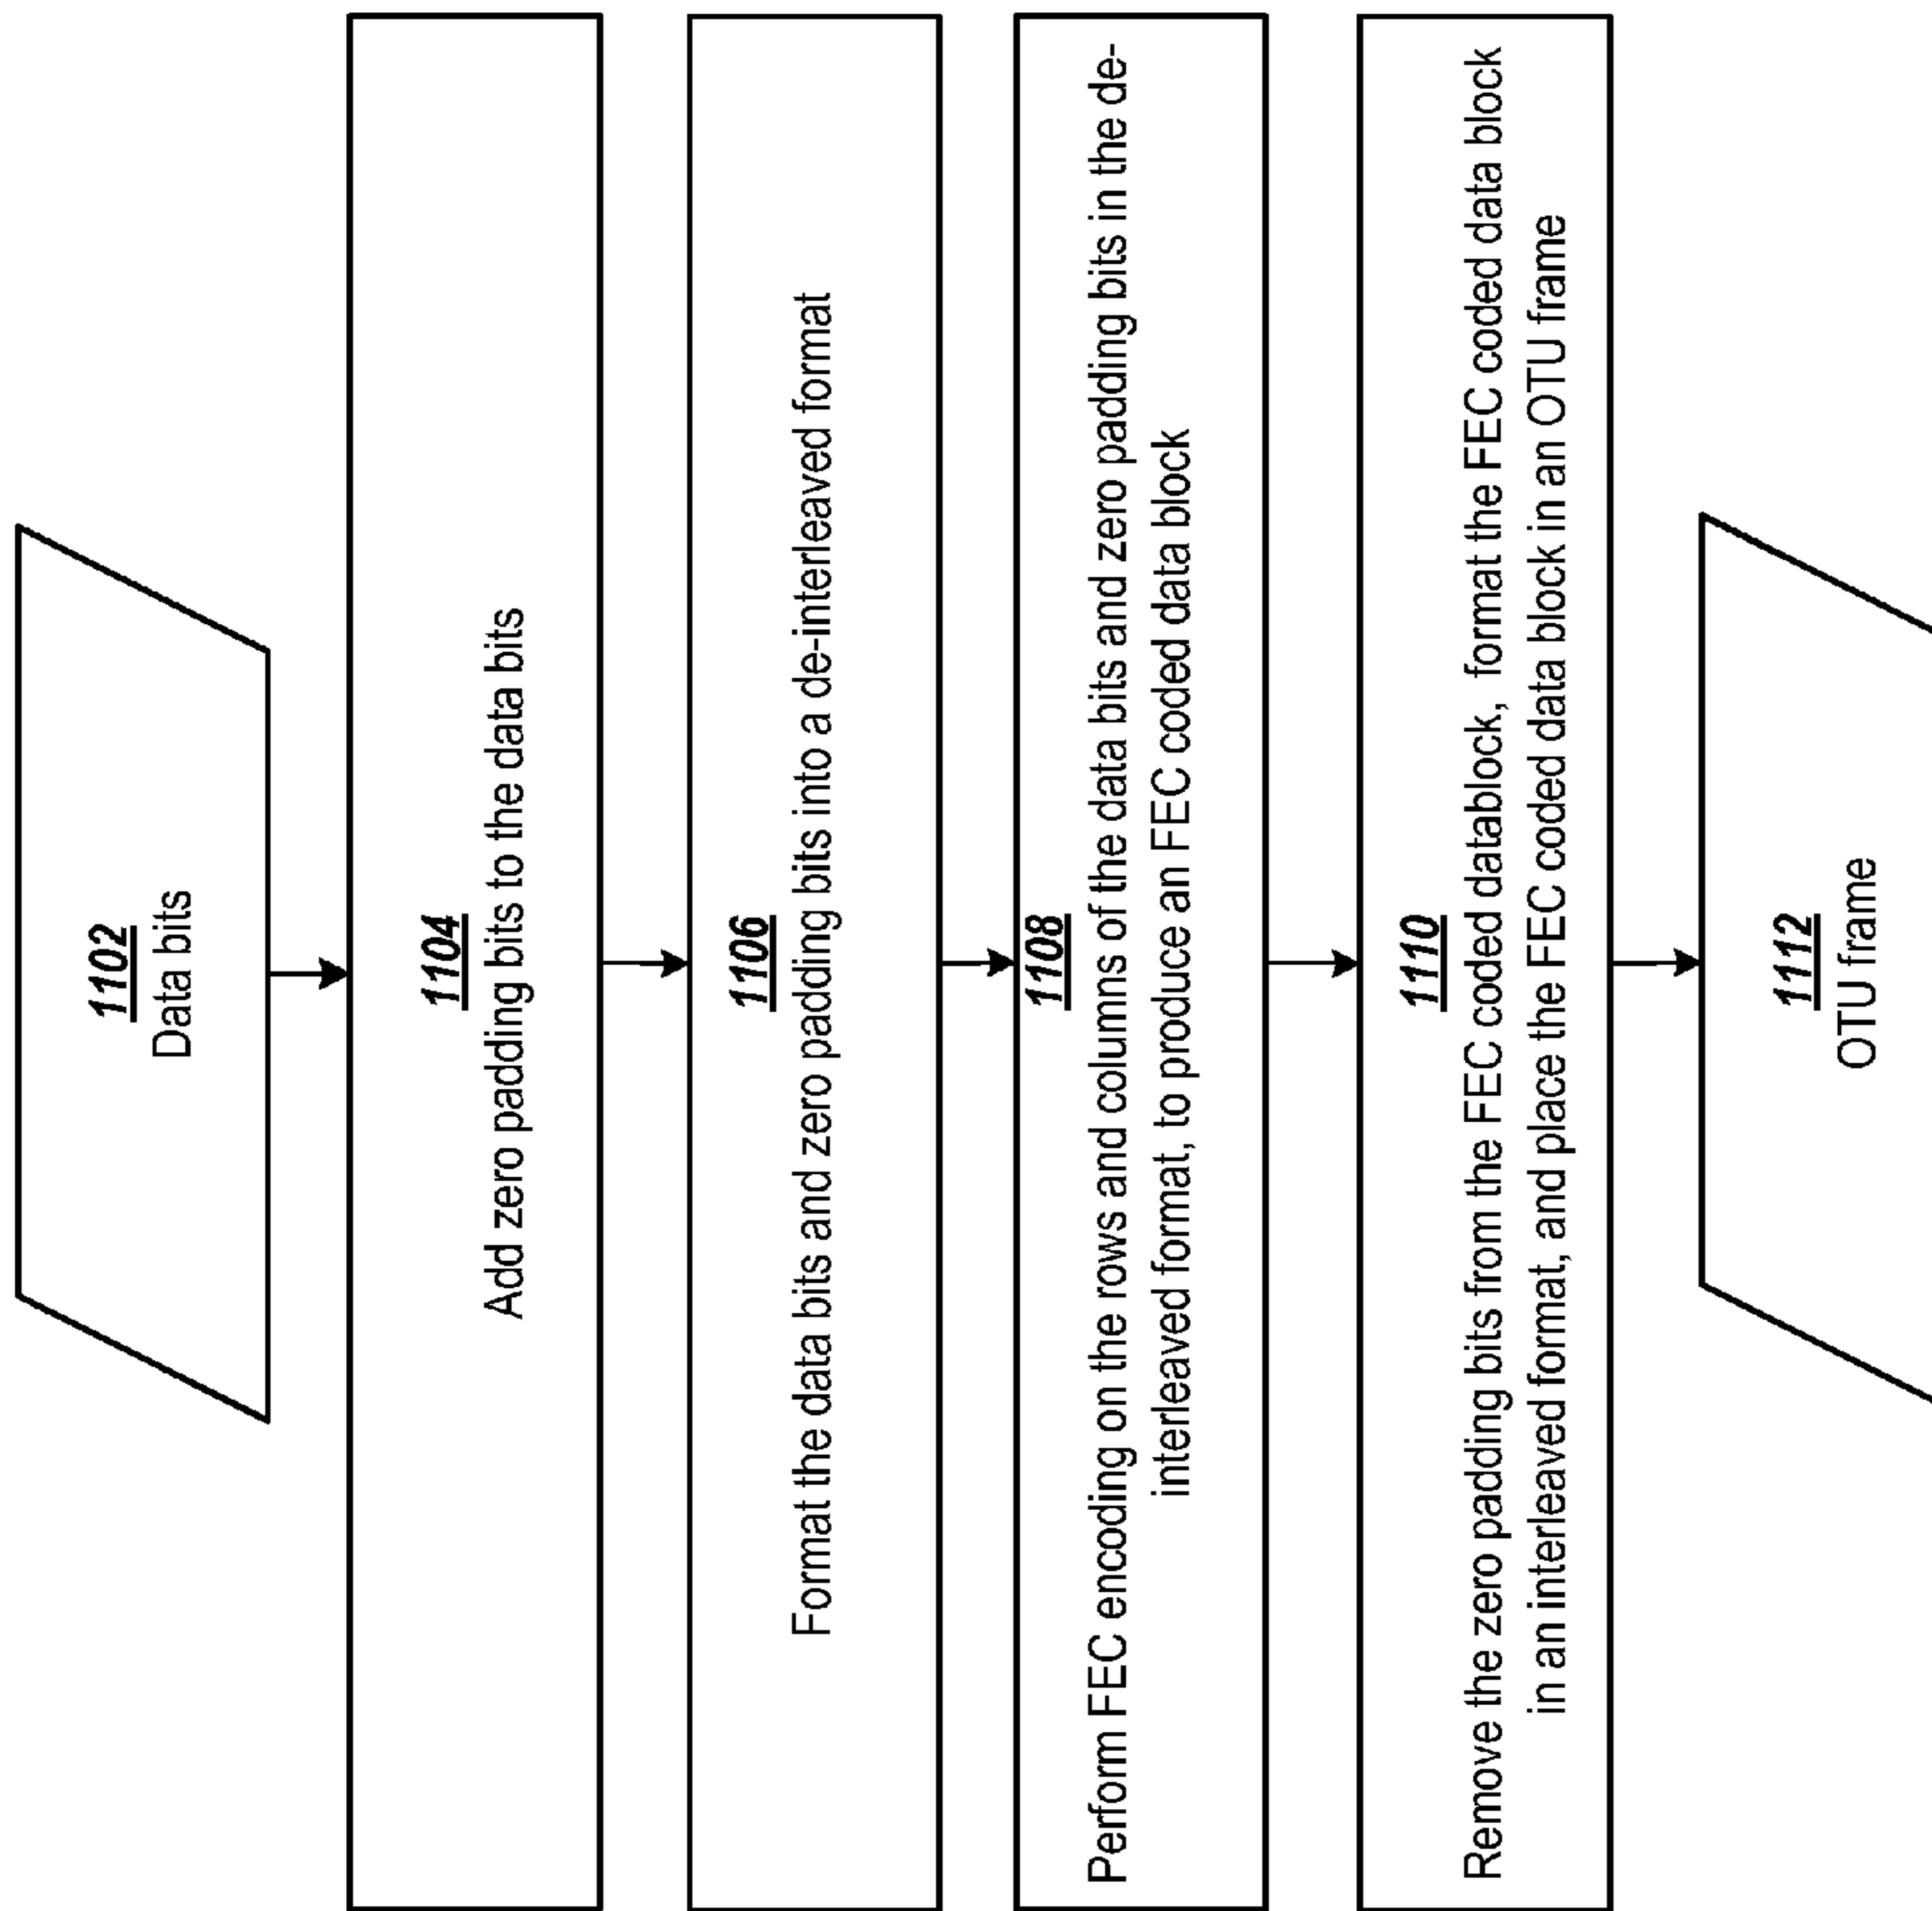 1102
Data bits
1104
Add zero padding bits to the data bits
1106
Format the data bits and zero padding bits into a de-interleaved format
1108
Perform FEC encoding on the rows and columns of the data bits and zero padding bits in the de-
interleaved format, to produce an FEC coded data block
1110
Remove the zero padding bits from the FEC coded datablock, format the FEC coded data block
in an interleaved format, and place the FEC coded data block in an OTU frame
1112
OTU frame